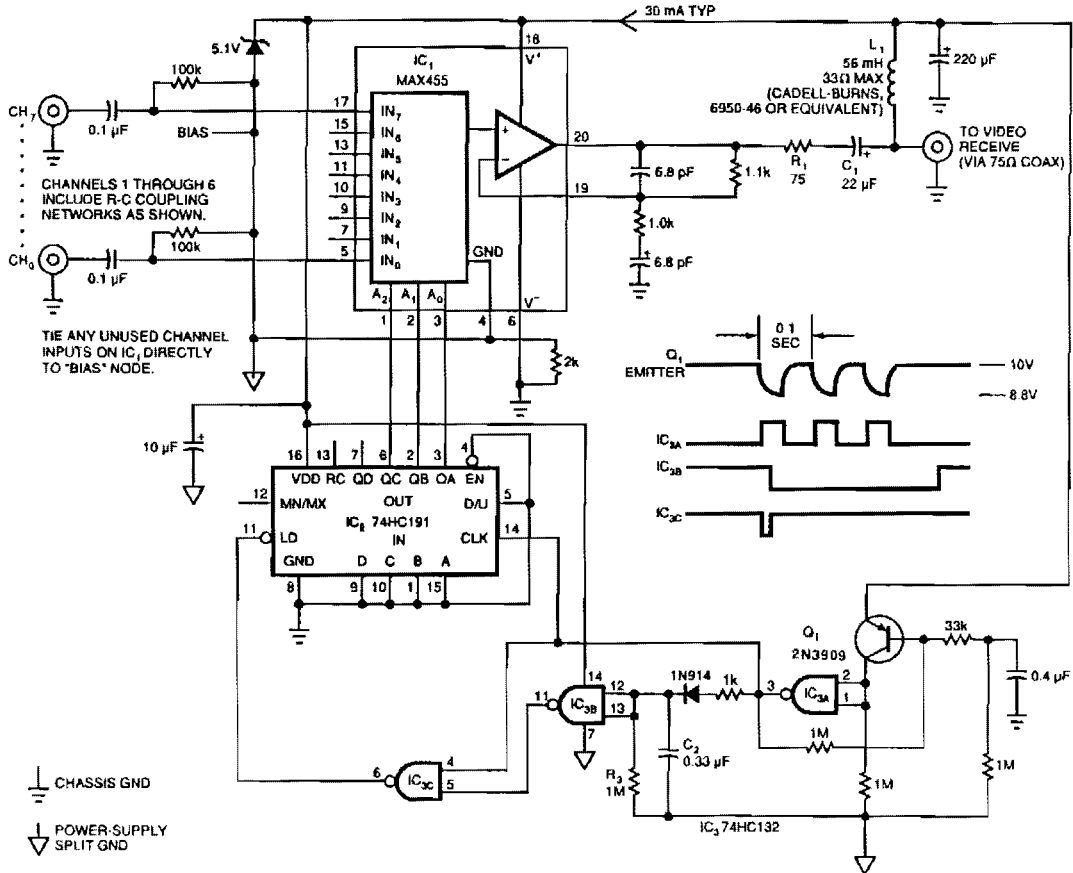 30 mA TYP
5.1V
100k
CH7
0.1 µF
BIAS
CHANNELS 1 THROUGH 6
INCLUDE R-C COUPLING
NETWORKS AS SHOWN.
CH0
100k
0.1 µF
TIE ANY UNUSED CHANNEL
INPUTS ON IC1 DIRECTLY
TO "BIAS" NODE.
IC1
MAX455
18
V+
17 IN7
15 IN6
13 IN5
11 IN4
10 IN3
9 IN2
7 IN1
5 IN0
GND
A2 A1 A0
V-
1 2 3 4 6
+
-
20
19
6.8 pF
1.1k
1.0k
+
6.8 pF
R1
75
C1
22 µF
+
L1
56 mH
33Ω MAX
(CADELL-BURNS,
6950-46 OR EQUIVALENT)
+
220 µF
TO VIDEO
RECEIVE
(VIA 75Ω COAX)
2k
0.1
SEC
Q1
EMITTER
10V
8.8V
IC3A
IC3B
IC3C
10 µF
+
16 13 7 6 2 3 4
VDD RC QD QC QB QA EN
12 MN/MX
OUT
D/U 5
IC2 74HC191
11 LD
IN
CLK 14
GND D C B A
8 9 10 1 15
Q1
2N3909
33k
0.4 µF
1M
1M
1M
2
1
IC3A
3
1k
1N914
14
12
13
IC3B
11
7
C2
0.33 µF
R3
1M
4
5
IC3C
6
IC3 74HC132
CHASSIS GND
POWER-SUPPLY
SPLIT GND